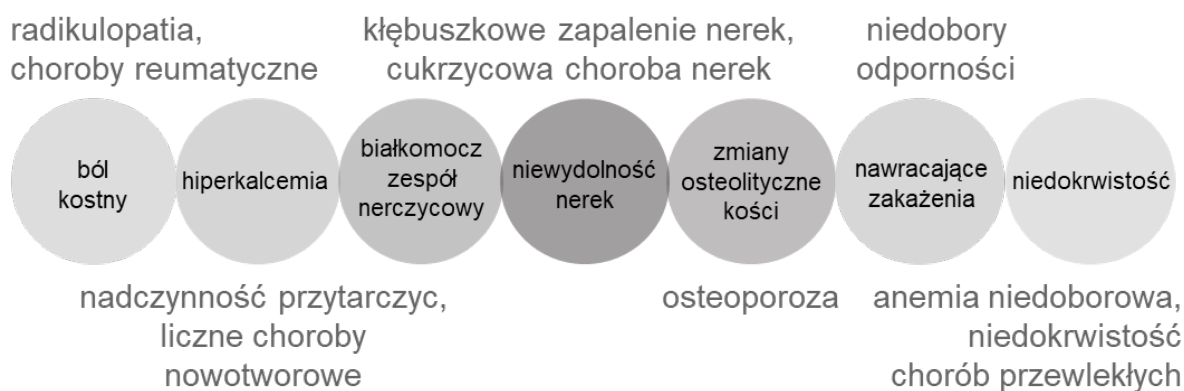 radikulopatia,
choroby reumatyczne
kłębuszkowe zapalenie nerek,
cukrzycowa choroba nerek
niedobory
odporności
ból
kostny
hiperkalcemia
białkomocz
zespół
nerczycowy
niewydolność
nerek
zmiany
osteolityczne
kości
nawracające
zakażenia
niedokrwistość
nadczynność przytarczyc,
liczne choroby
nowotworowe
osteoporoza
anemia niedoborowa,
niedokrwistość
chorób przewlekłych